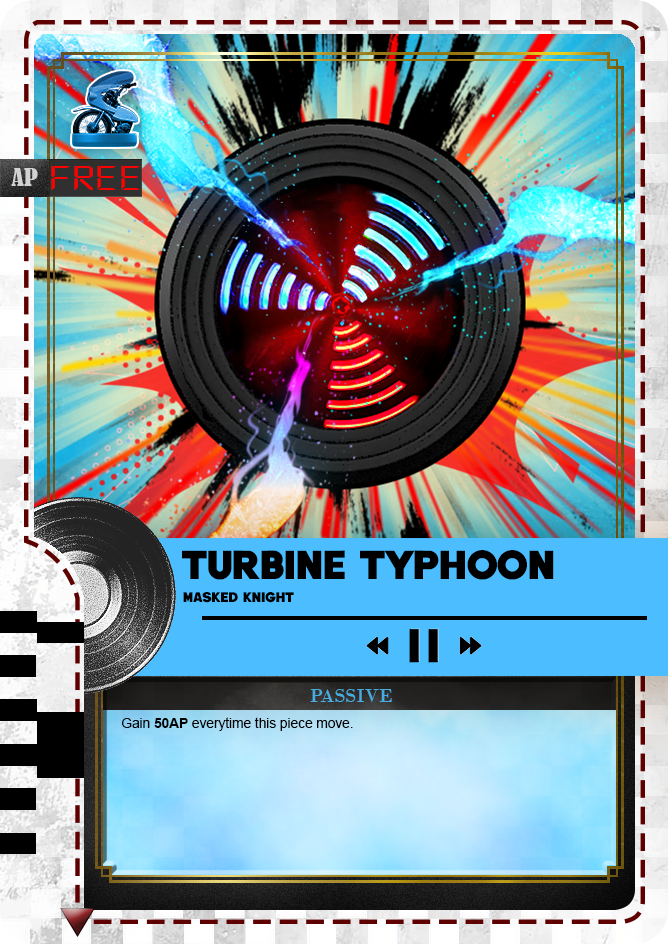 AP FREE
TURBINE TYPHOON
MASKED KNIGHT
PASSIVE
Gain 50AP everytime this piece move.